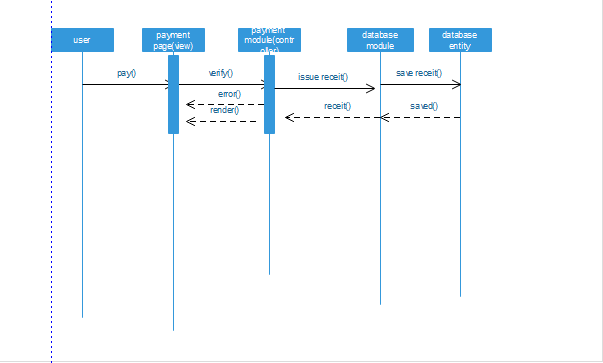 user
payment
page(view)
payment
module(contr
oller)
database
module
database
entity
pay()
verify()
issue receit()
save receit()
error()
render()
receit()
saved()